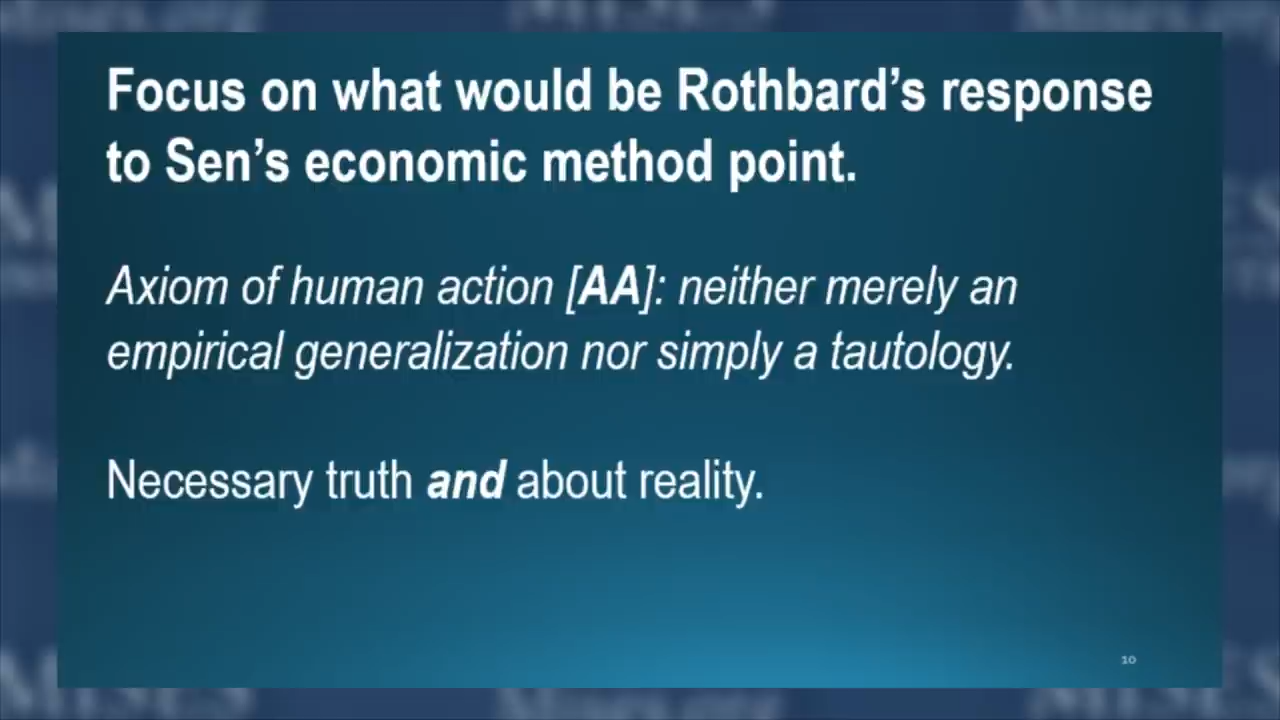 Focus on what would be Rothbard’s response
to Sen’s economic method point.
Axiom of human action [AA]: neither merely an
empirical generalization nor simply a tautology.
Necessary truth and about reality.
10